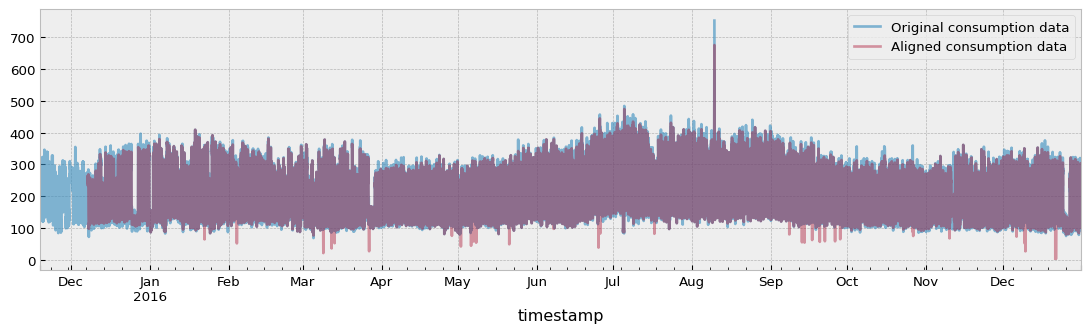 Original consumption data
Aligned consumption data
700
600
500
400
300
200
100
0
Dec Jan Feb Mar Apr May Jun Jul Aug Sep Oct Nov Dec
2016
timestamp